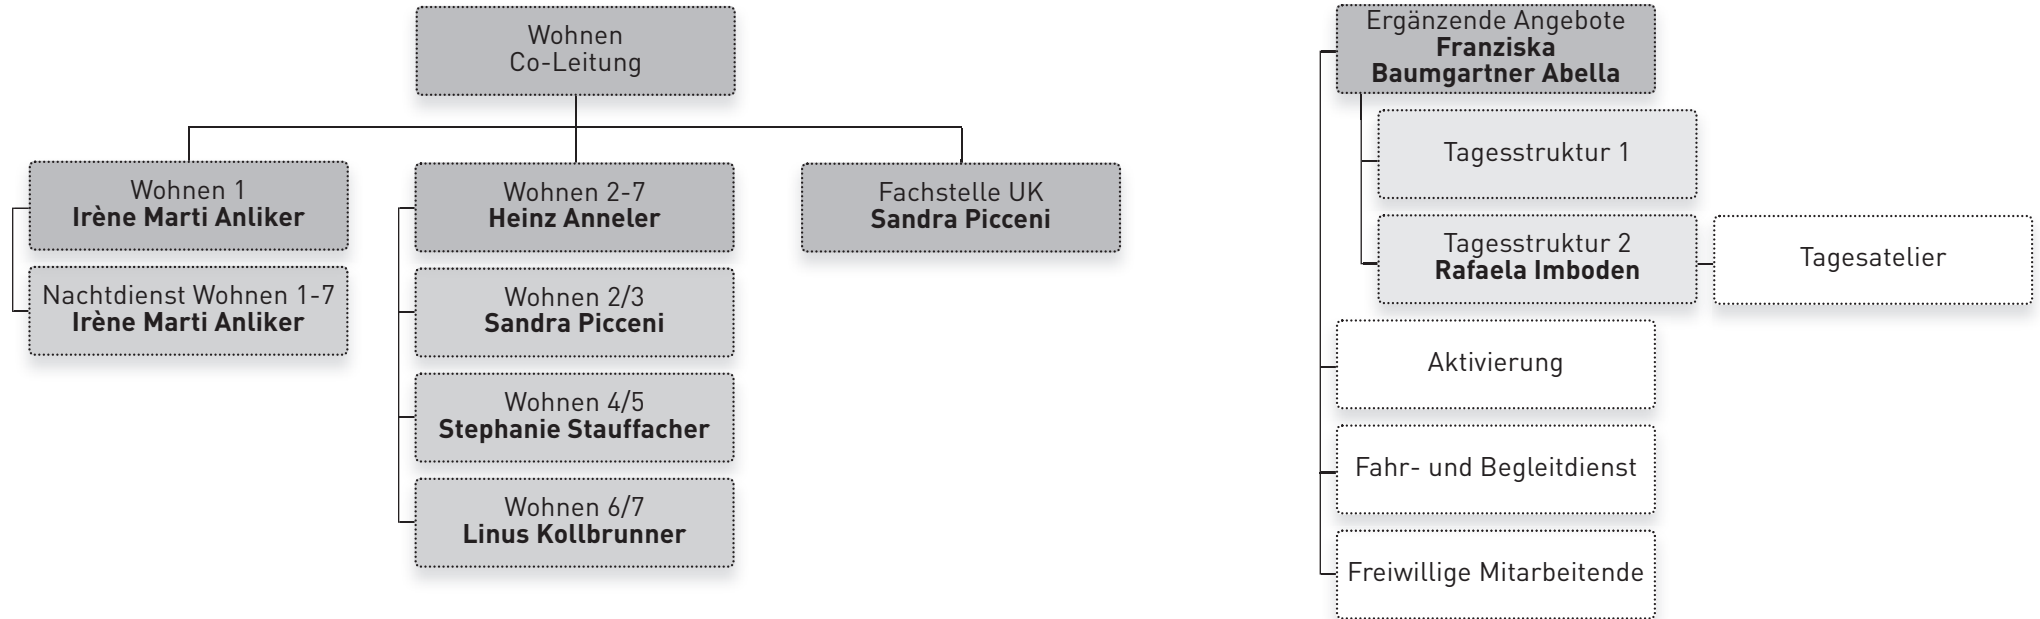 Wohnen
Co-Leitung
Wohnen 1
Irène Marti Anliker
Nachtdienst Wohnen 1-7
Irène Marti Anliker
Wohnen 2-7
Heinz Anneler
Wohnen 2/3
Sandra Picceni
Wohnen 4/5
Stephanie Stauffacher
Wohnen 6/7
Linus Kollbrunner
Fachstelle UK
Sandra Picceni
Ergänzende Angebote
Franziska
Baumgartner Abella
Tagesstruktur 1
Tagesstruktur 2
Rafaela Imboden
Tagesatelier
Aktivierung
Fahr- und Begleitdienst
Freiwillige Mitarbeitende